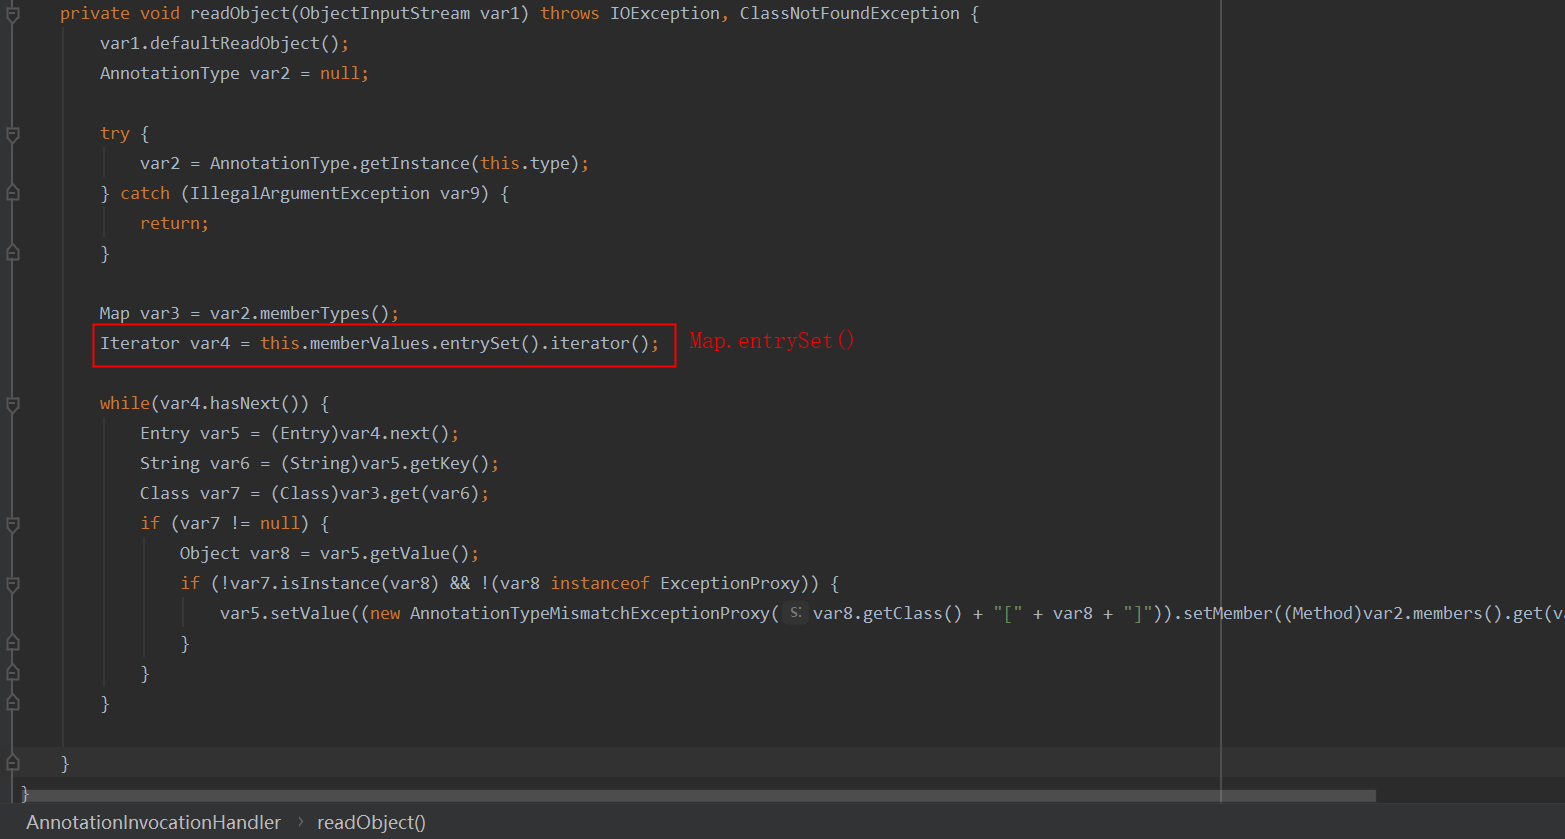 private void readObject(ObjectInputStream var1) throws IOException, ClassNotFoundException {
var1.defaultReadObject();
AnnotationType var2 = null;
try {
var2 = AnnotationType.getInstance(this.type);
} catch (IllegalArgumentException var9) {
return;
}
Map var3 = var2.memberTypes();
Iterator var4 = this.memberValues.entrySet().iterator(); Map.entrySet()
while(var4.hasNext()) {
Entry var5 = (Entry)var4.next();
String var6 = (String)var5.getKey();
Class var7 = (Class)var3.get(var6);
if (var7 != null) {
Object var8 = var5.getValue();
if (!var7.isInstance(var8) && !(var8 instanceof ExceptionProxy)) {
var5.setValue((new AnnotationTypeMismatchExceptionProxy( s: var8.getClass() + "[" + var8 + "]")).setMember((Method)var2.members().get(va
}
}
}
}
}
AnnotationInvocationHandler › readObject()